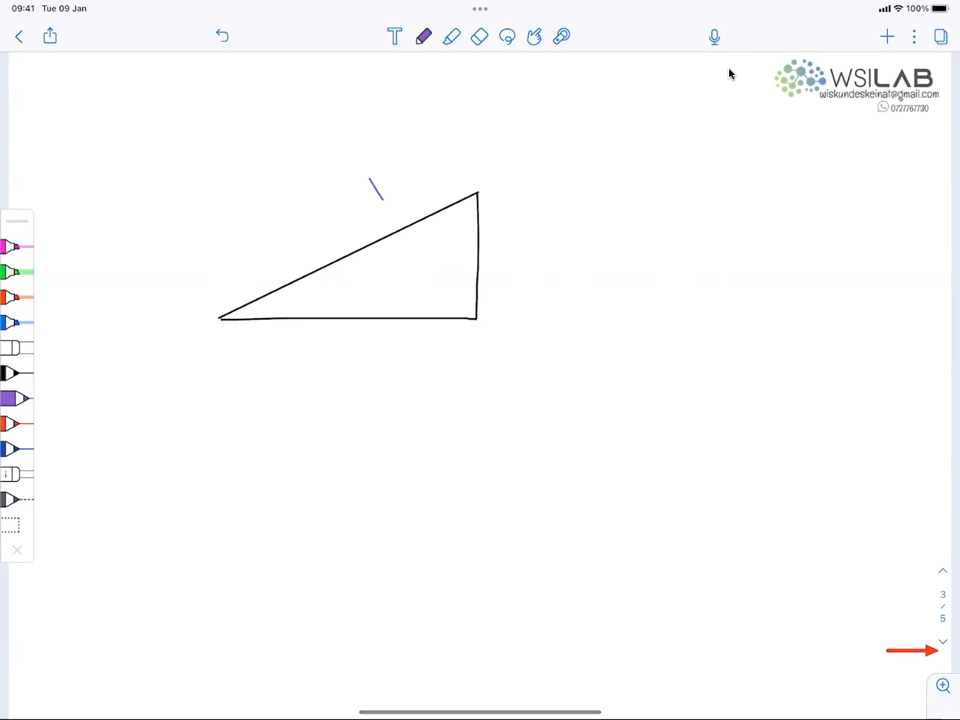 09:41 Tue 09 Jan
100%
T
WSILAB
wiskundeskeinat@gmail.com
0727767730
3
/
5